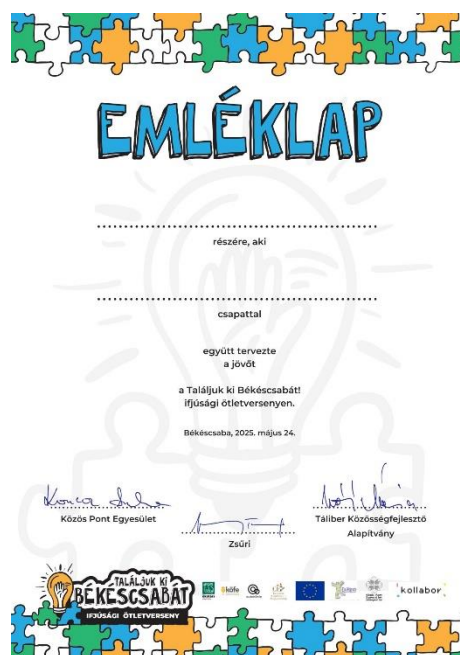 EMLÉKLAP
részére, aki
csapattal
együtt tervezte
a jövőt
a Találjuk ki Békéscsabát!
ifjúsági ötletversenyen.
Békéscsaba, 2025. május 24.
Közös Pont Egyesület
Zsűri
Táliber Közösségfejlesztő
Alapítvány
TALÁLJUK KI
BÉKÉSCSABÁT
IFJÚSÁGI ÖTLETVERSENY
köfe
kollabor